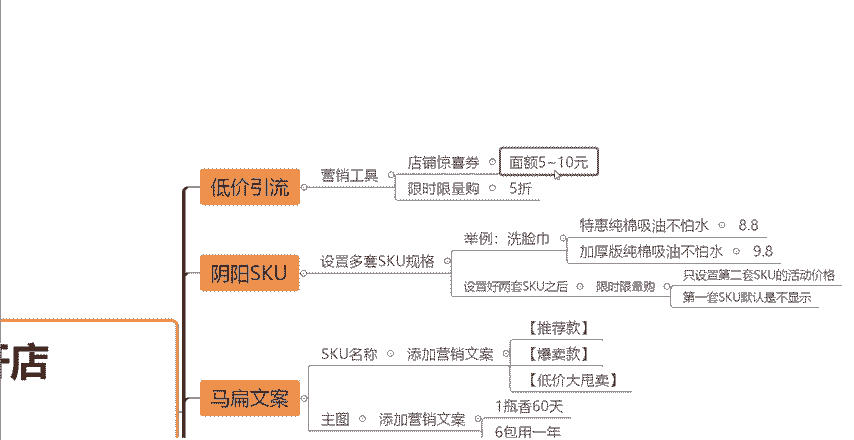 低价引流
营销工具
店铺惊喜券
面额5~10元
限时限量购
5折
阴阳SKU
设置多套SKU规格
举例：洗脸巾
特惠纯棉吸油不怕水
8.8
加厚版纯棉吸油不怕水
9.8
设置好两套SKU之后
限时限量购
只设置第二套SKU的活动价格
第一套SKU默认是不显示
开店
马扁文案
SKU名称
添加营销文案
【推荐款】
【爆卖款】
【低价大甩卖】
主图
添加营销文案
1瓶香60天
6包用一年